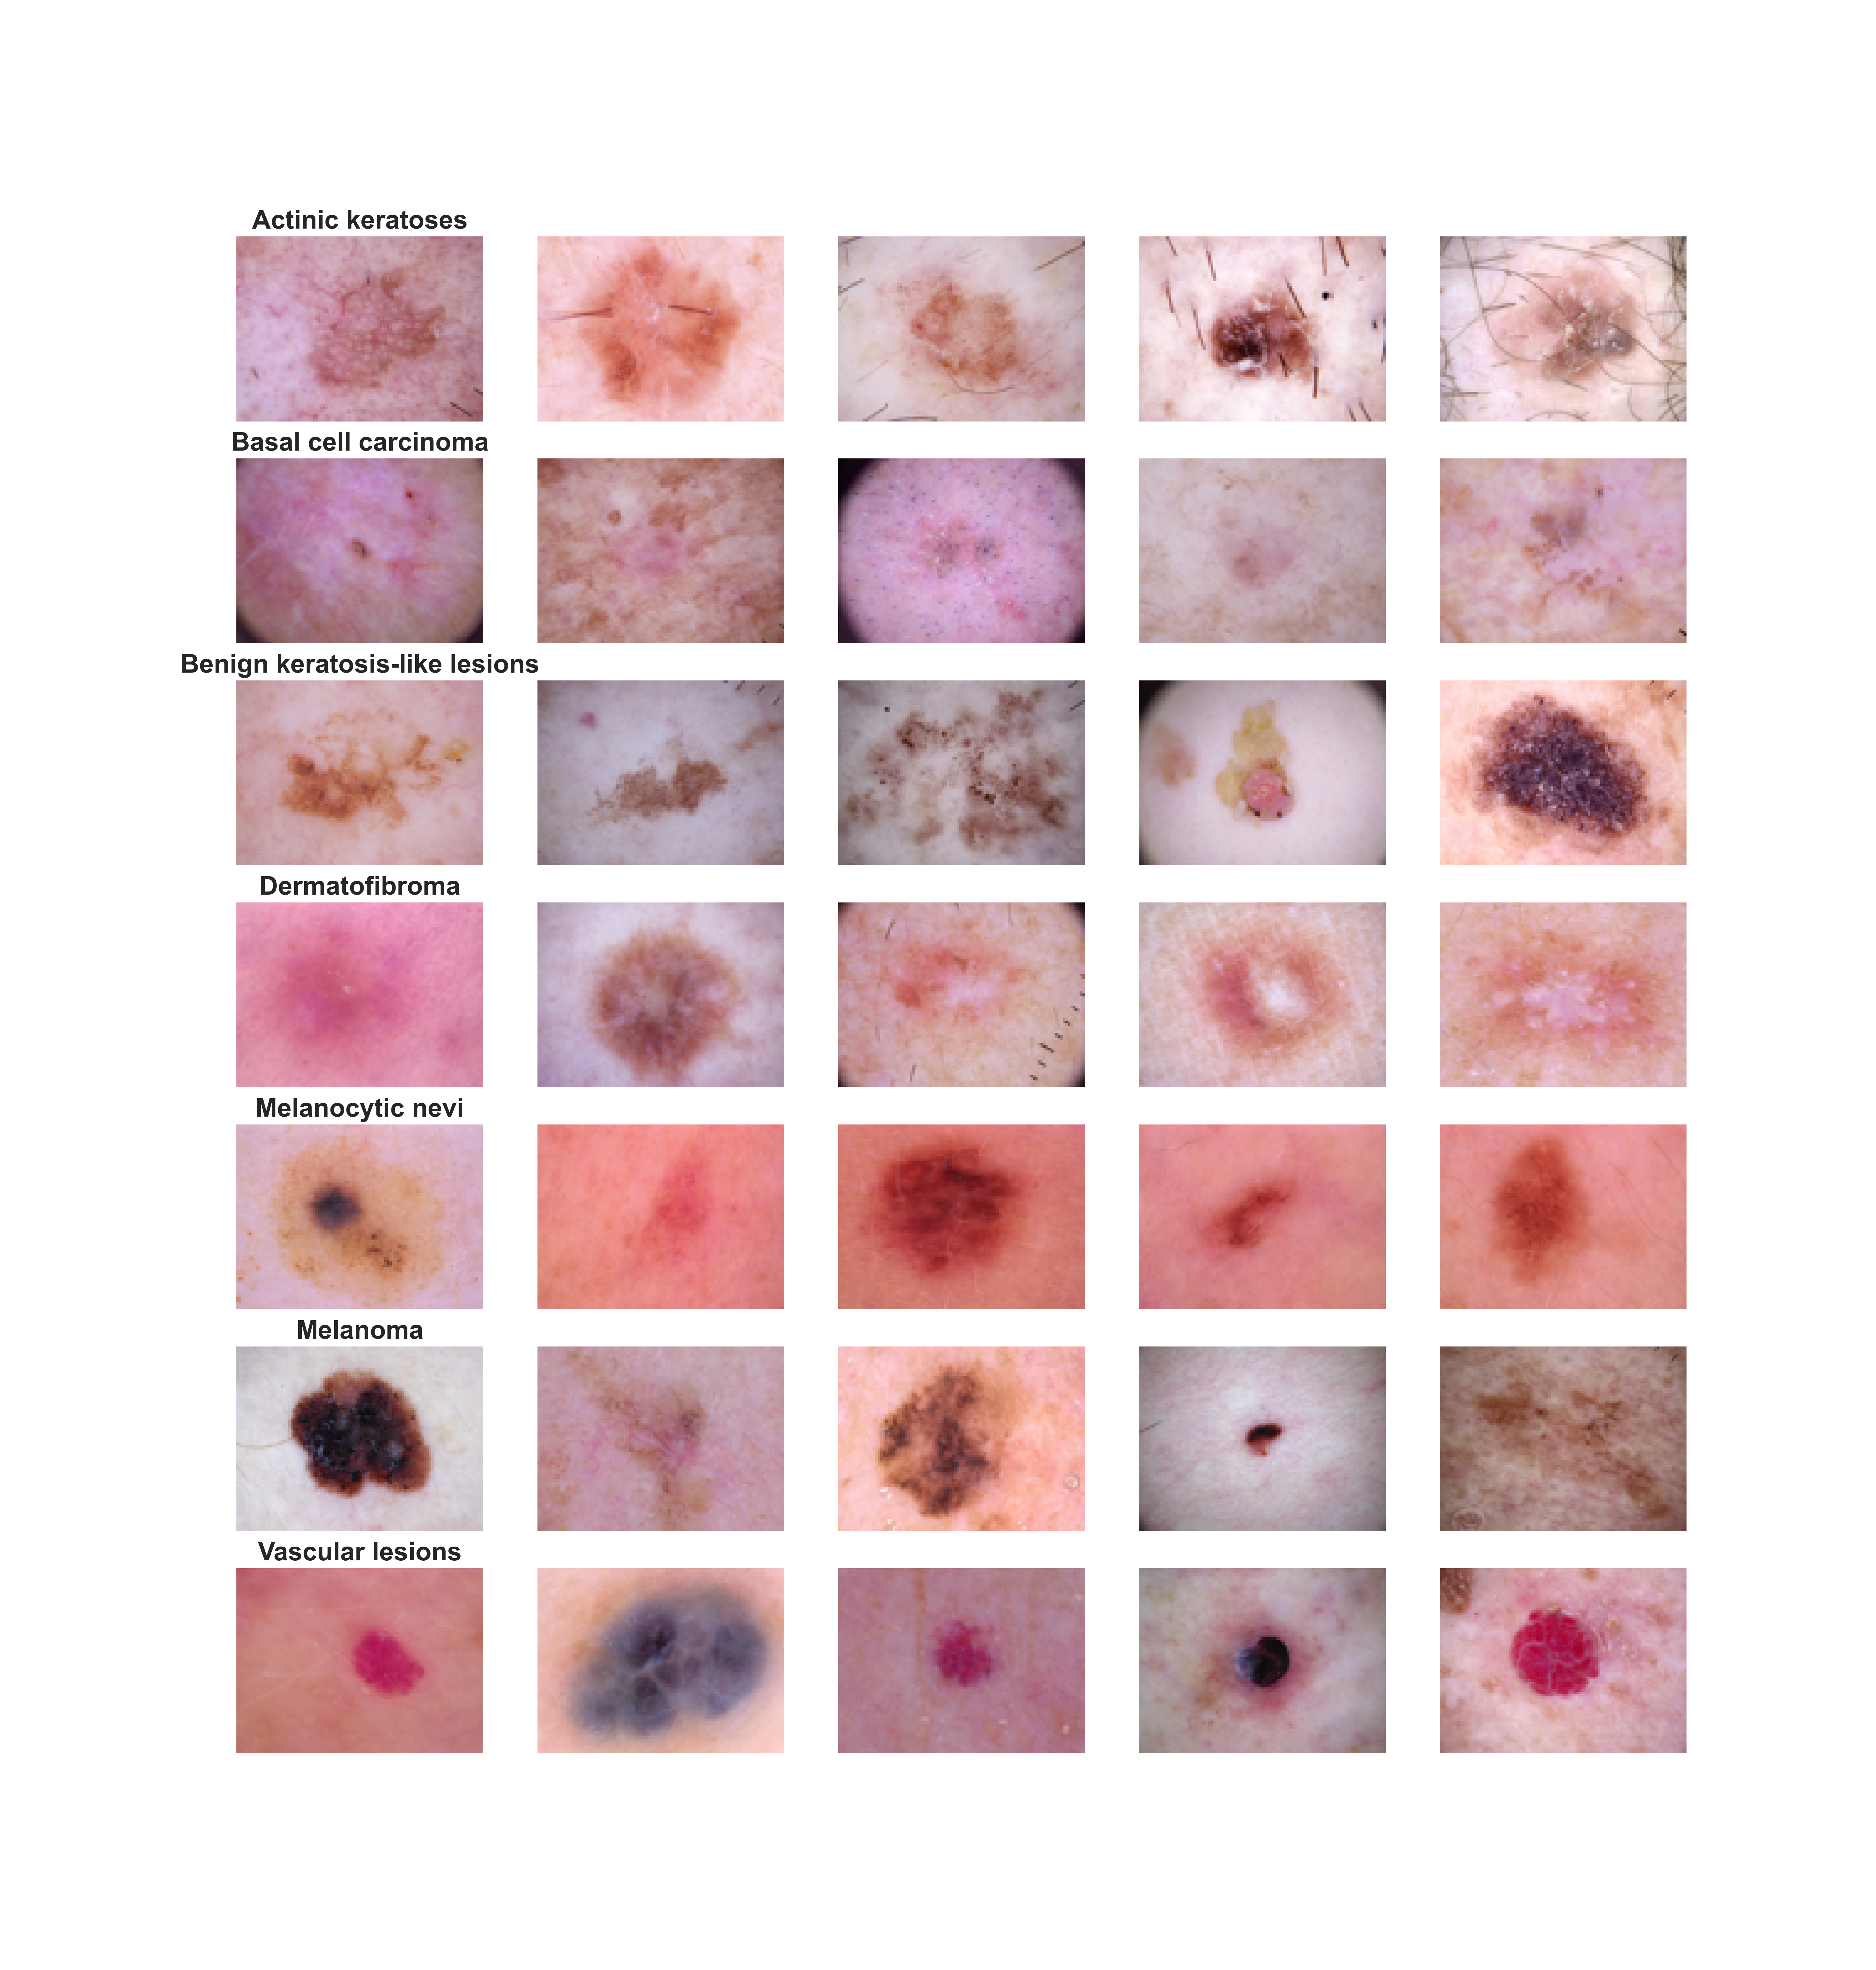 Actinic keratoses
Basal cell carcinoma
Benign keratosis-like lesions
Dermatofibroma
Melanocytic nevi
Melanoma
Vascular lesions